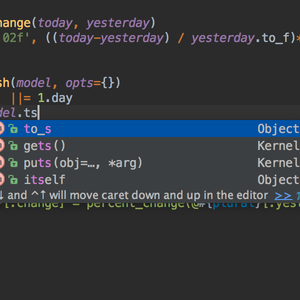 hange(today, yesterday)
02f', ((today-yesterday) / yesterday.to_f)*
sh(model, opts={})
||= 1.day
del.ts
to_s Object
gets() Kernel
puts(obj=…, *arg) Kernel
itself Object
↓ and ^↑ will move caret down and up in the editor >>
[:change] = percent_change(@#{plural}[:yes